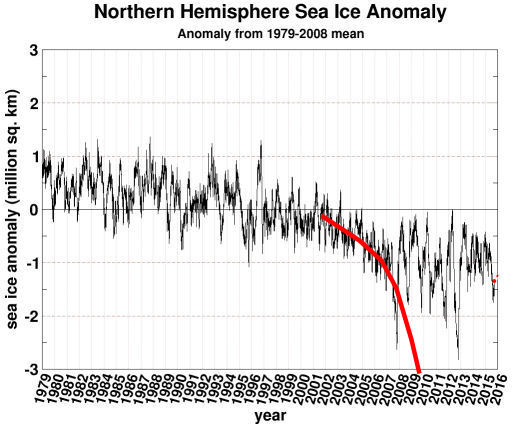 Northern Hemisphere Sea Ice Anomaly
Anomaly from 1979-2008 mean
sea ice anomaly (million sq. km)
3
2
1
0
-1
-2
-3
1979 1980 1981 1982 1983 1984 1985 1986 1987 1988 1989 1990 1991 1992 1993 1994 1995 1996 1997 1998 1999 2000 2001 2002 2003 2004 2005 2006 2007 2008 2009 2010 2011 2012 2013 2014 2015 2016
year